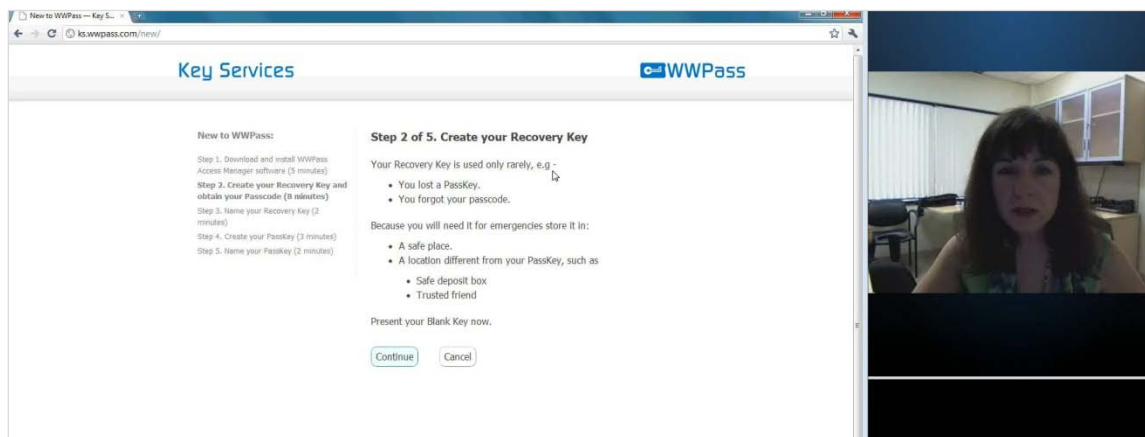 New to WWPass — Key S...
ks.wwpass.com/new/
Key Services
WWPass
New to WWPass:
Step 1. Download and install WWPass
Access Manager software (5 minutes)
Step 2. Create your Recovery Key and
obtain your Passcode (8 minutes)
Step 3. Name your Recovery Key (2
minutes)
Step 4. Create your PassKey (3 minutes)
Step 5. Name your PassKey (2 minutes)
Step 2 of 5. Create your Recovery Key
Your Recovery Key is used only rarely, e.g -
• You lost a PassKey.
• You forgot your passcode.
Because you will need it for emergencies store it in:
• A safe place.
• A location different from your PassKey, such as
• Safe deposit box
• Trusted friend
Present your Blank Key now.
Continue
Cancel